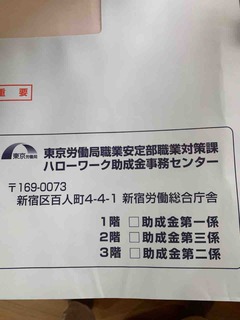 重要
東京労働局
東京労働局職業安定部職業対策課
ハローワーク助成金事務センター
〒169-0073
新宿区百人町4-4-1 新宿労働総合庁舎
1階 □助成金第一係
2階 □助成金第三係
3階 □助成金第二係